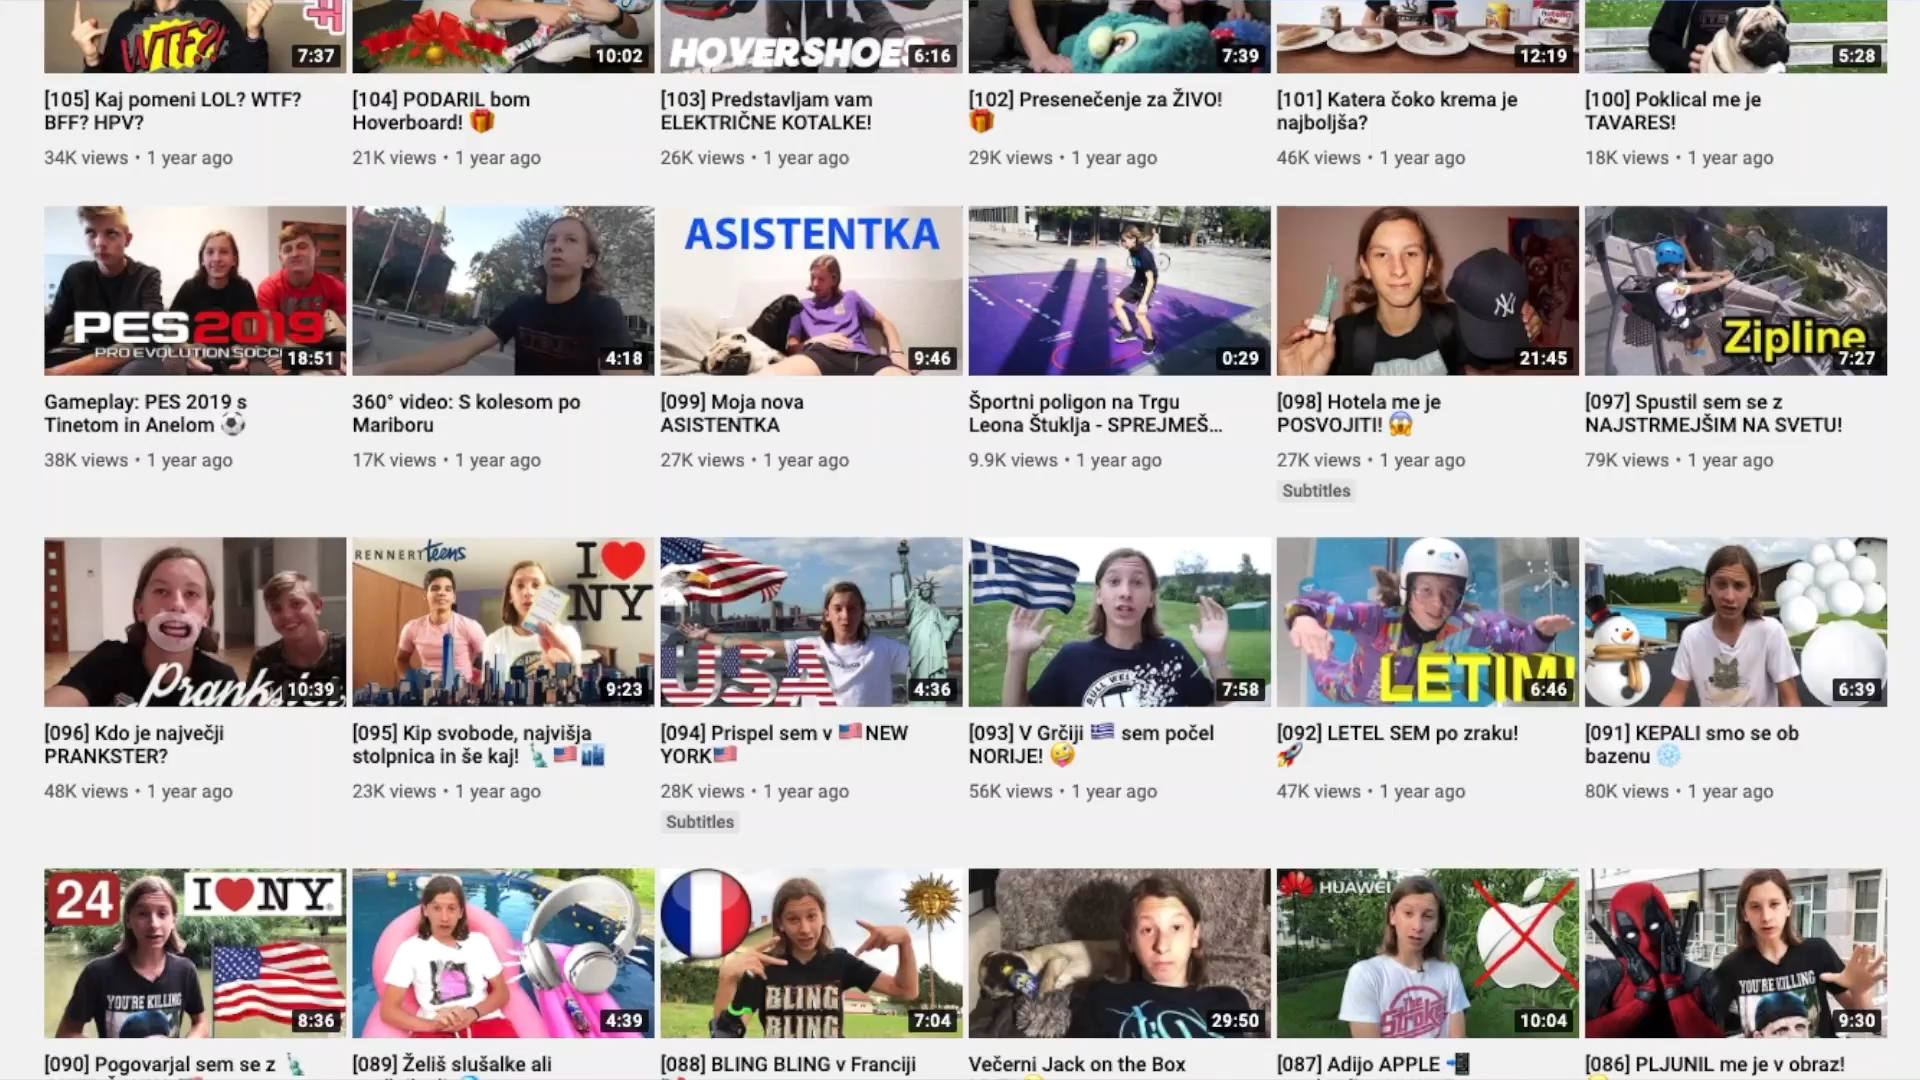 WTF?!
7:37
10:02
HOVERSHOES
6:16
7:39
nutella
12:19
5:28
[105] Kaj pomeni LOL? WTF?
BFF? HPV?
34K views • 1 year ago
[104] PODARIL bom
Hoverboard! 🎁
21K views • 1 year ago
[103] Predstavljam vam
ELEKTRIČNE KOTALKE!
26K views • 1 year ago
[102] Presenečenje za ŽIVO!
🎁
29K views • 1 year ago
[101] Katera čoko krema je
najboljša?
46K views • 1 year ago
[100] Poklical me je
TAVARES!
18K views • 1 year ago
PES2019
PRO EVOLUTION SOCC
18:51
4:18
ASISTENTKA
9:46
0:29
NY
21:45
Zipline
7:27
Gameplay: PES 2019 s
Tinetom in Anelom ⚽
38K views • 1 year ago
360° video: S kolesom po
Mariboru
17K views • 1 year ago
[099] Moja nova
ASISTENTKA
27K views • 1 year ago
Športni poligon na Trgu
Leona Štuklja - SPREJMEŠ...
9.9K views • 1 year ago
[098] Hotela me je
POSVOJITI! 😱
27K views • 1 year ago
Subtitles
[097] Spustil sem se z
NAJSTRMEJŠIM NA SVETU!
79K views • 1 year ago
Pranks
10:39
RENNERT teens
I ❤ NY
9:23
USA
4:36
7:58
LETIM!
6:46
6:39
[096] Kdo je največji
PRANKSTER?
48K views • 1 year ago
[095] Kip svobode, najvišja
stolpnica in še kaj! 🗽🇺🇸🏙️
23K views • 1 year ago
[094] Prispel sem v 🇺🇸NEW
YORK🇺🇸
28K views • 1 year ago
Subtitles
[093] V Grčiji 🇬🇷 sem počel
NORIJE! 🤪
56K views • 1 year ago
[092] LETEL SEM po zraku!
🚀
47K views • 1 year ago
[091] KEPALI smo se ob
bazenu ❄️
80K views • 1 year ago
24
I ❤ NY
YOU'RE KILLING
8:36
4:39
BLING
BLING
7:04
29:50
HUAWEI
The Stroke
10:04
YOU'RE KILLING
9:30
[090] Pogovarjal sem se z 🗽
[089] Želiš slušalke ali
[088] BLING BLING v Franciji
Večerni Jack on the Box
[087] Adijo APPLE 📲
[086] PLJUNIL me je v obraz!